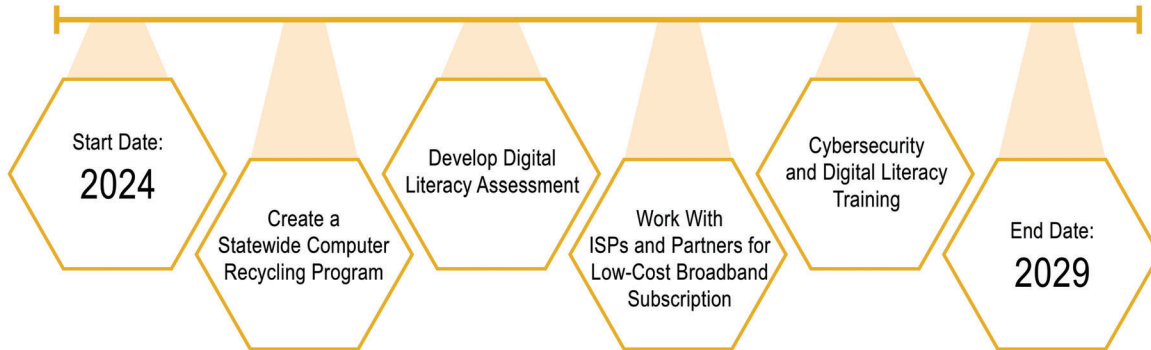 Start Date:
2024
Create a
Statewide Computer
Recycling Program
Develop Digital
Literacy Assessment
Work With
ISPs and Partners for
Low-Cost Broadband
Subscription
Cybersecurity
and Digital Literacy
Training
End Date:
2029